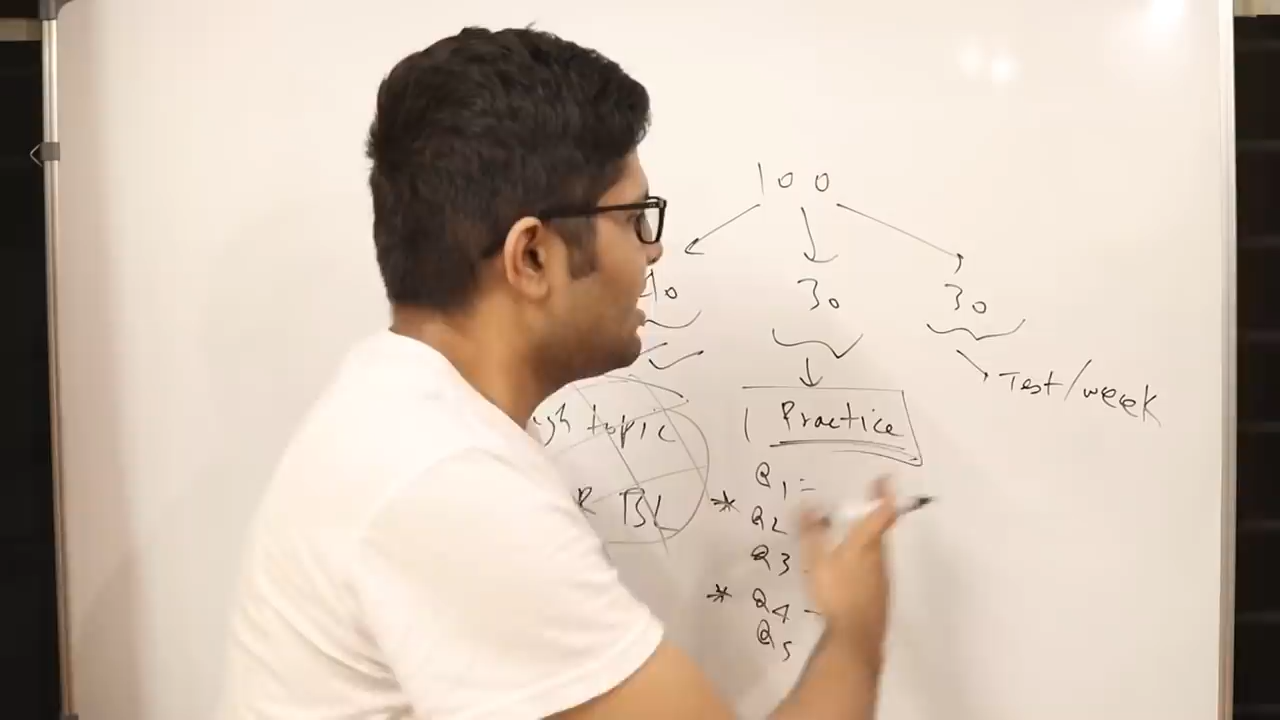 100
40 30 30
Test/week
Practice
topic
Q1 =
* Q2
Q3
* Q4 -
Q5